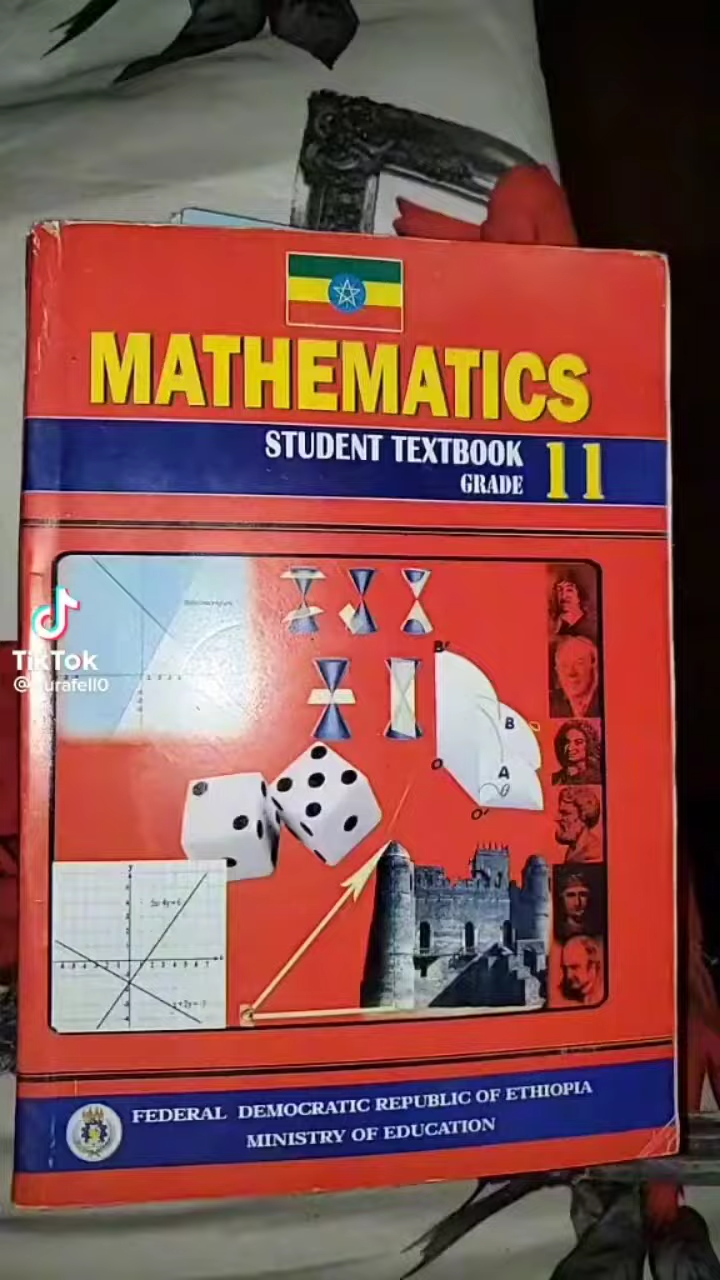 MATHEMATICS
STUDENT TEXTBOOK
GRADE 11
B'
B
O
A
θ
O'
y
x
TikTok
FEDERAL DEMOCRATIC REPUBLIC OF ETHIOPIA
MINISTRY OF EDUCATION